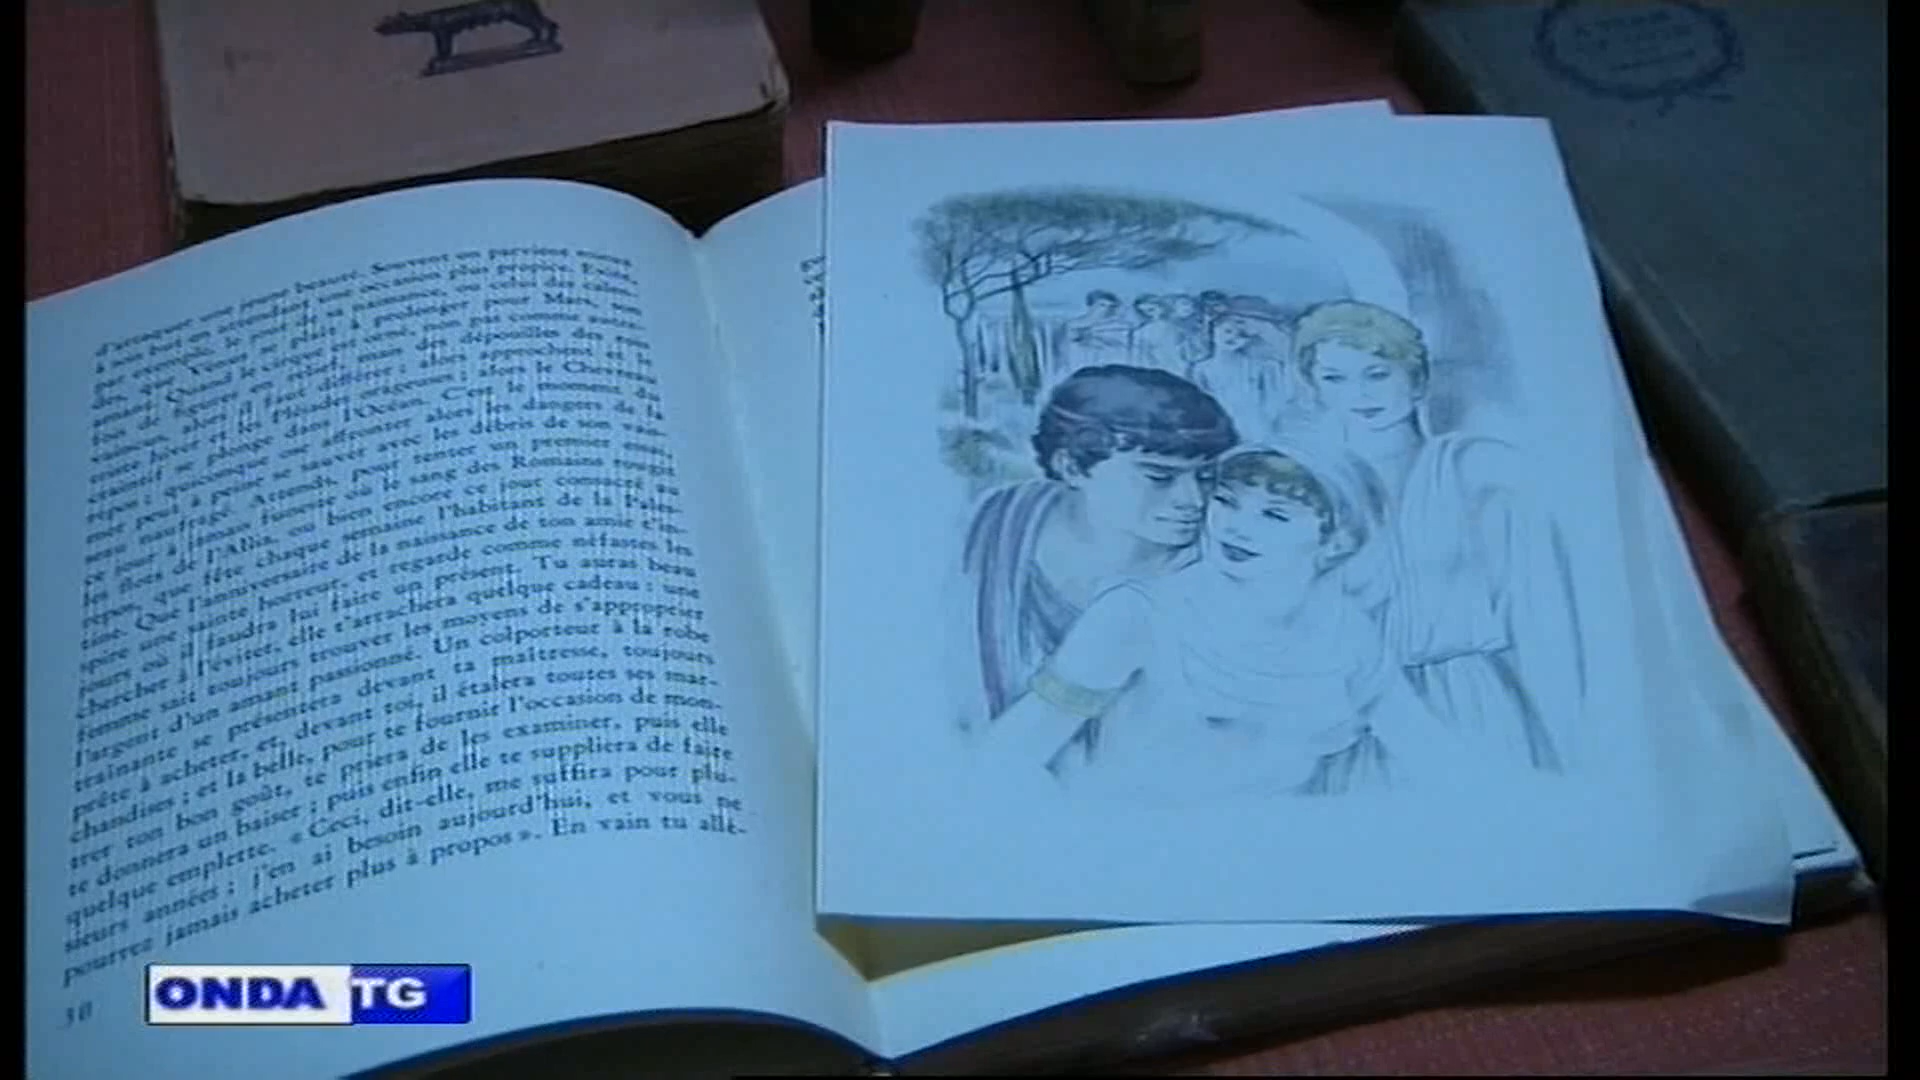 d'attaquer une jeune beauté. Souvent on parvient mieux
à son but en attendant une occasion plus propice. Existe,
par exemple, le jour de sa naissance, ou celui des calen-
des, que Vénus se plaît à prolonger pour Mars, son
amant. Quand le cirque est orné, non pas comme autre-
fois de figures en relief, mais des dépouilles des rois
vaincus, alors il faut différer : alors approchent et le
triste hiver et les Pléiades orageuses ; alors le Chevreau
craintif se plonge dans l'Océan. C'est le moment du
repos ; quiconque ose affronter alors les dangers de la
mer peut à peine se sauver avec les débris de son vais-
seau naufragé. Attends, pour tenter un premier essai,
ce jour à jamais funeste où le sang des Romains rougit
les flots de l'Allia, ou bien encore ce jour consacré au
repos, que fête chaque semaine l'habitant de la Pales-
tine. Que l'anniversaire de la naissance de ton amie t'ins-
pire une sainte horreur, et regarde comme néfastes les
jours où il faudra lui faire un présent. Tu auras beau
chercher à l'éviter, elle t'arrachera quelque cadeau : une
femme sait toujours trouver les moyens de s'approprier
l'argent d'un amant passionné. Un colporteur à la robe
traînante se présentera devant ta maîtresse, toujours
prête à acheter, et, devant toi, il étalera toutes ses mar-
chandises ; et la belle, pour te fournir l'occasion de mon-
trer ton bon goût, te priera de les examiner, puis elle
te donnera un baiser ; puis enfin elle te suppliera de faire
quelque emplette. « Ceci, dit-elle, me suffira pour plu-
sieurs années ; j'en ai besoin aujourd'hui, et vous ne
pourrez jamais acheter plus à propos ». En vain tu allé-
30
ONDA TG